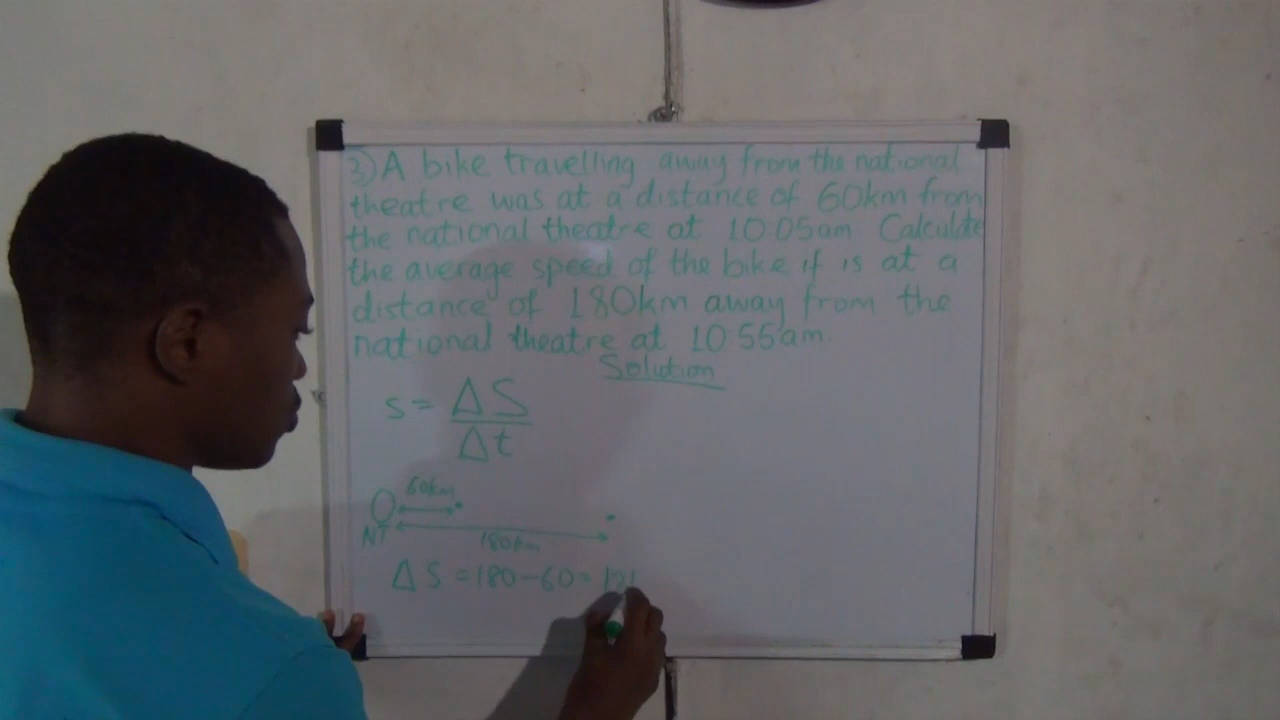 3) A bike travelling away from the national
theatre was at a distance of 60km from
the national theatre at 10:05am. Calculate
the average speed of the bike if is at a
distance of 180km away from the
national theatre at 10:55am.
Solution
s = ΔS
Δt
60km
NT
180km
ΔS = 180 - 60 =